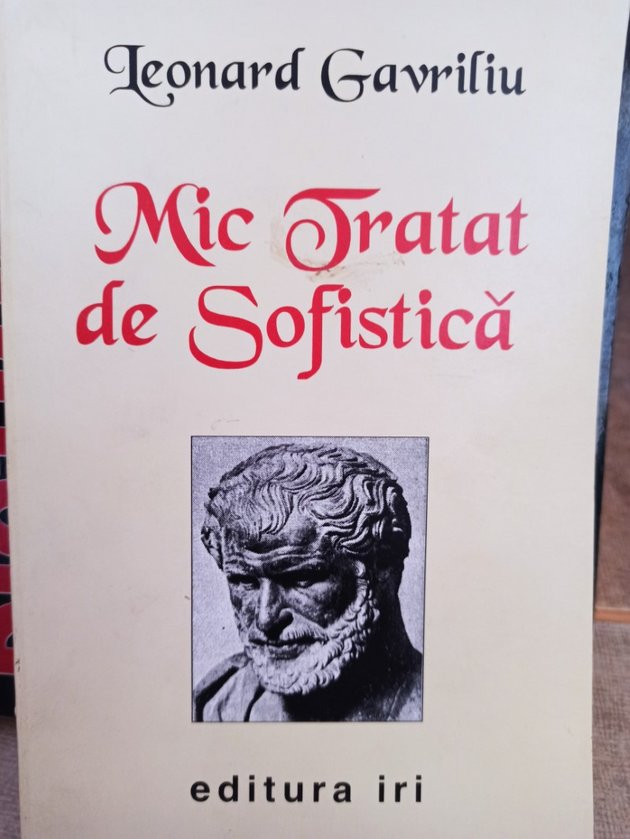 Leonard Gavriliu
Mic Tratat
de Sofistică
editura iri